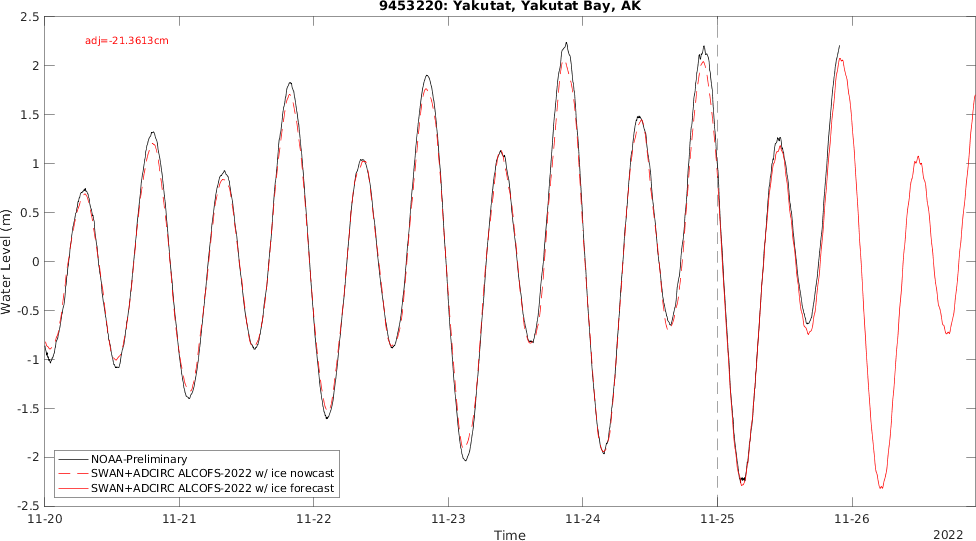 9453220: Yakutat, Yakutat Bay, AK
adj=-21.3613cm
2.5
2
1.5
1
0.5
0
-0.5
-1
-1.5
-2
-2.5
Water Level (m)
NOAA-Preliminary
SWAN+ADCIRC ALCOFS-2022 w/ ice nowcast
SWAN+ADCIRC ALCOFS-2022 w/ ice forecast
11-20 11-21 11-22 11-23 11-24 11-25 11-26
Time
2022